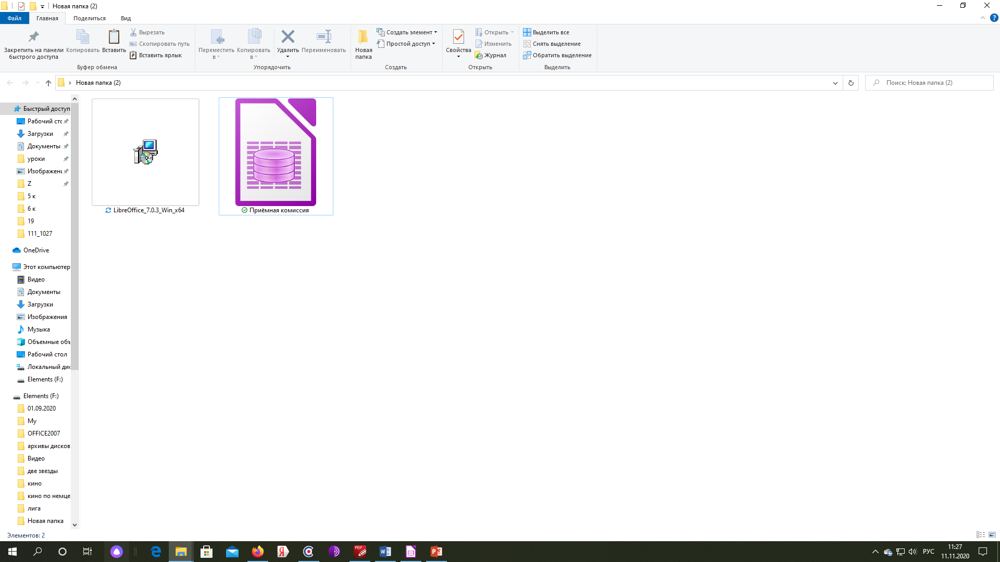 Новая папка (2)
Файл
Главная
Поделиться
Вид
Закрепить на панели
быстрого доступа
Копировать
Вставить
Вырезать
Скопировать путь
Вставить ярлык
Буфер обмена
Переместить
в
Копировать
в
Удалить
Переименовать
Упорядочить
Новая
папка
Создать элемент
Простой доступ
Создать
Свойства
Открыть
Изменить
Журнал
Открыть
Выделить все
Снять выделение
Обратить выделение
Выделить
Новая папка (2)
Поиск: Новая папка (2)
Быстрый доступ
Рабочий сто
Загрузки
Документы
уроки
Изображени
Z
5 к
6 к
19
111_1027
OneDrive
Этот компьютер
Видео
Документы
Загрузки
Изображения
Музыка
Объемные объ
Рабочий стол
Локальный дис
Elements (F:)
Elements (F:)
01.09.2020
My
OFFICE2007
архивы дисков
Видео
две звезды
кино
кино по немце
лига
Новая папка
LibreOffice_7.0.3_Win_x64
Приёмная комиссия
Элементов: 2
PDF
РУС
11:27
11.11.2020